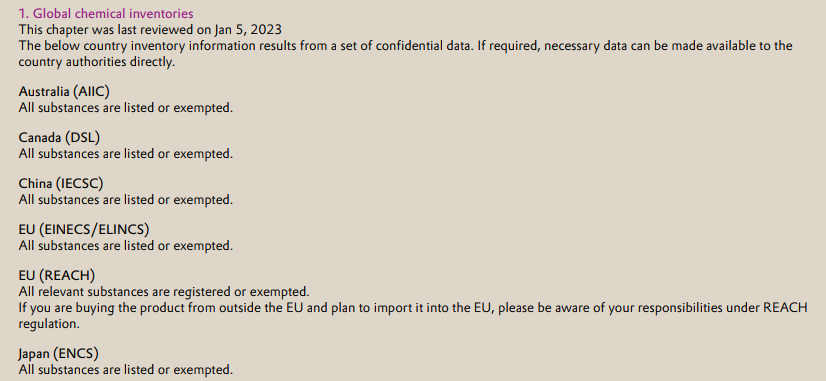 1. Global chemical inventories
This chapter was last reviewed on Jan 5, 2023
The below country inventory information results from a set of confidential data. If required, necessary data can be made available to the
country authorities directly.
Australia (AIIC)
All substances are listed or exempted.
Canada (DSL)
All substances are listed or exempted.
China (IECSC)
All substances are listed or exempted.
EU (EINECS/ELINCS)
All substances are listed or exempted.
EU (REACH)
All relevant substances are registered or exempted.
If you are buying the product from outside the EU and plan to import it into the EU, please be aware of your responsibilities under REACH
regulation.
Japan (ENCS)
All substances are listed or exempted.